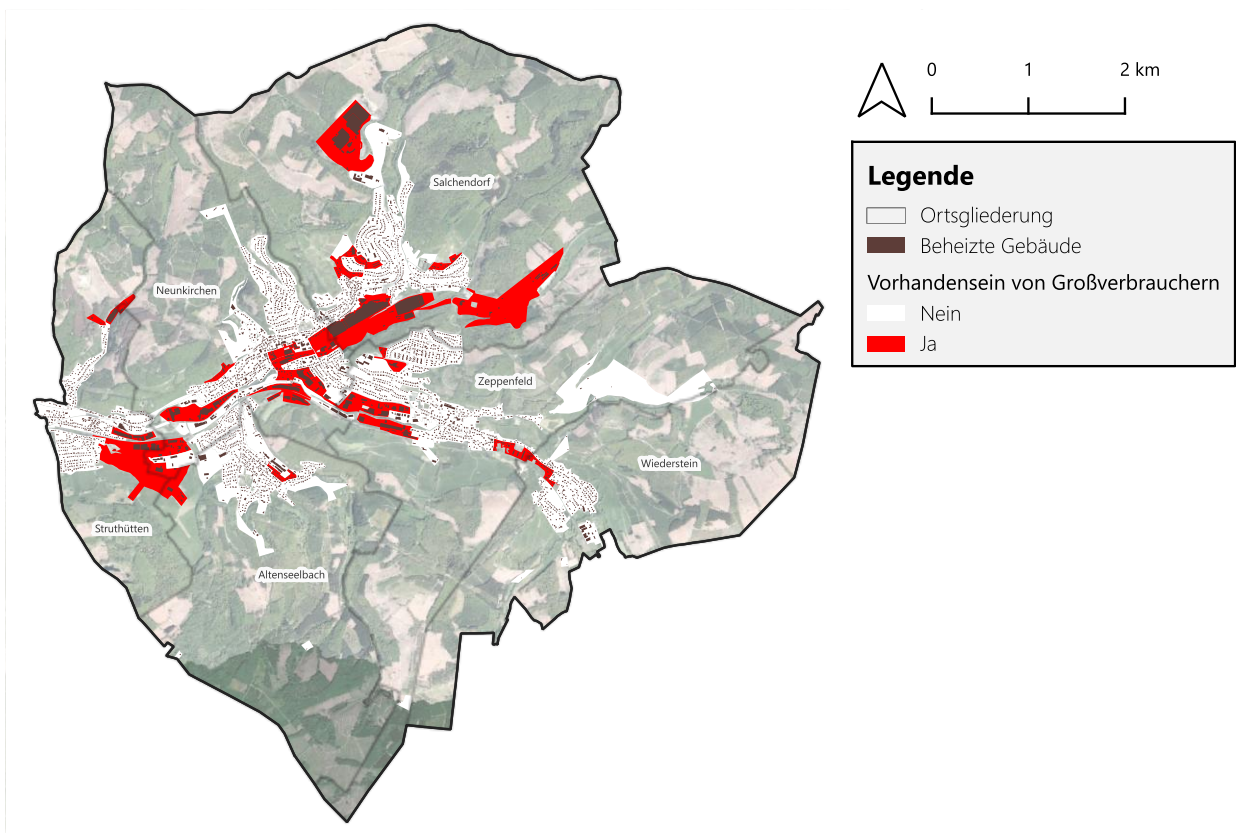 0 1 2 km
Legende
Ortsgliederung
Beheizte Gebäude
Vorhandensein von Großverbrauchern
Nein
Ja
Salchendorf
Neunkirchen
Zeppenfeld
Wiederstein
Struthütten
Altenseelbach